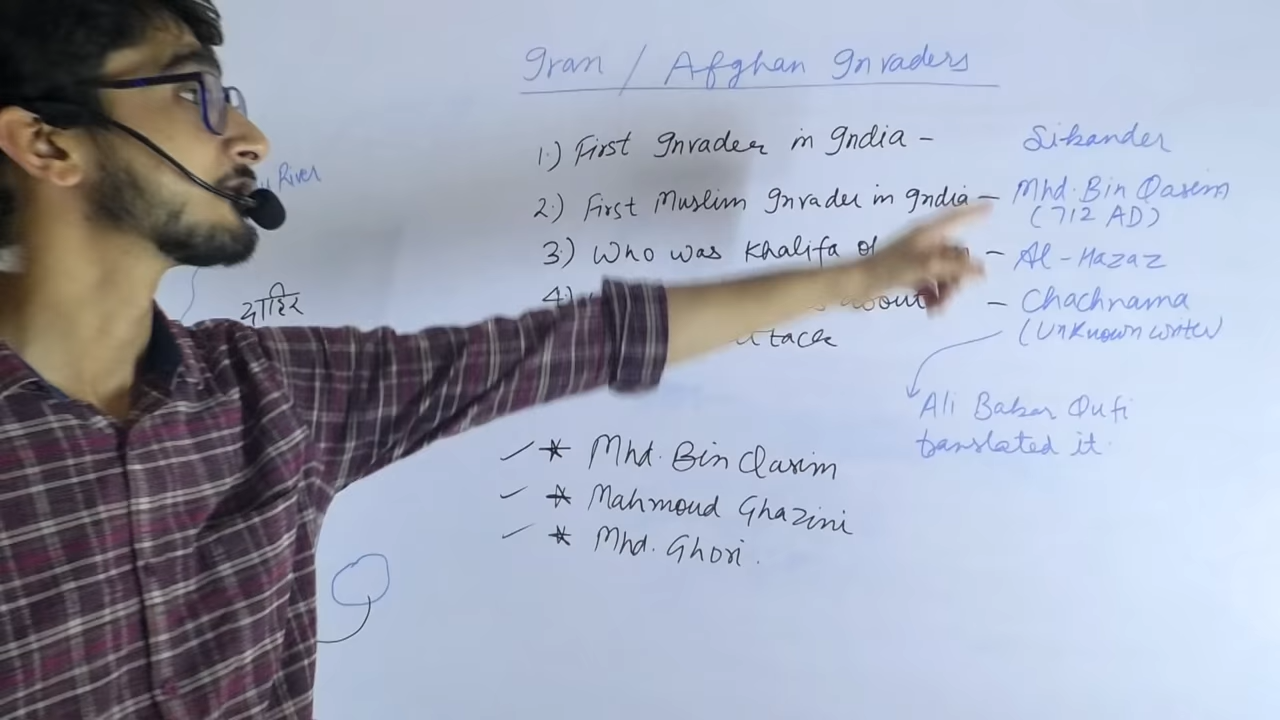 Iran / Afghan Invaders
1.) First Invader in India - Sikander
2.) First Muslim Invader in India - Mhd. Bin Qasim
(712 AD)
3.) Who was Khalifa of - Al-Hazaz
4) about - Chachnama
(Unknown writer)
Ali Bakar Qufi
translated it.
* Mhd. Bin Qasim
* Mahmoud Ghazini
* Mhd. Ghori.
River
दाहिर